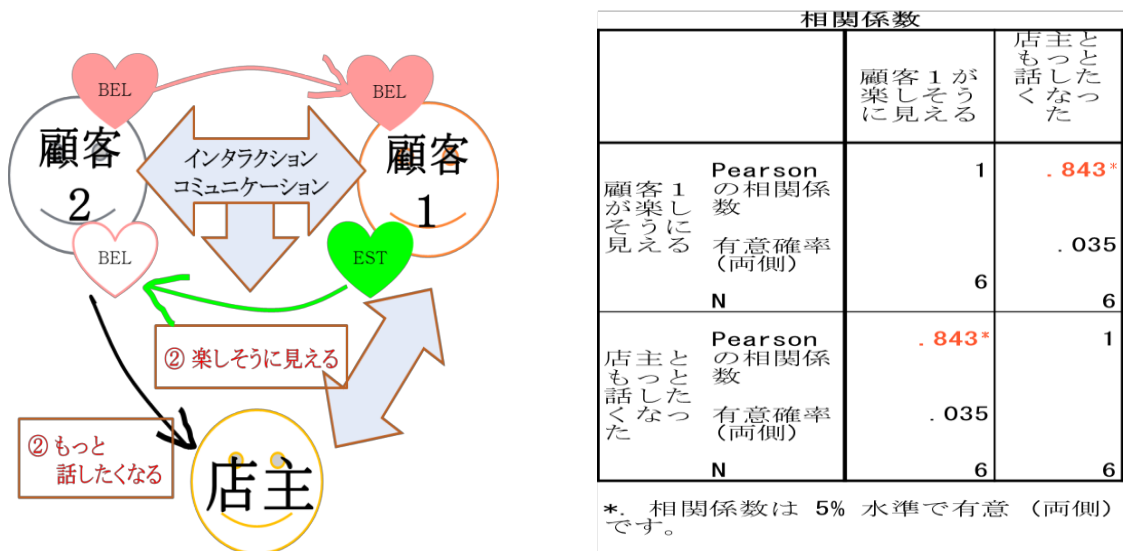 BEL
BEL
顧客
2
インタラクション
コミュニケーション
顧客
1
BEL
EST
② 楽しそうに見える
② もっと
話したくなる
店主
相関係数
顧客1が
楽しそう
に見える
店主と
もっと
話した
くなっ
た
顧客1
が楽し
そうに
見える
Pearson
の相関係
数
1
.843*
有意確率
(両側)
.035
N
6
6
店主と
もっと
話した
くなっ
た
Pearson
の相関係
数
.843*
1
有意確率
(両側)
.035
N
6
6
*. 相関係数は 5% 水準で有意 (両側)
です。